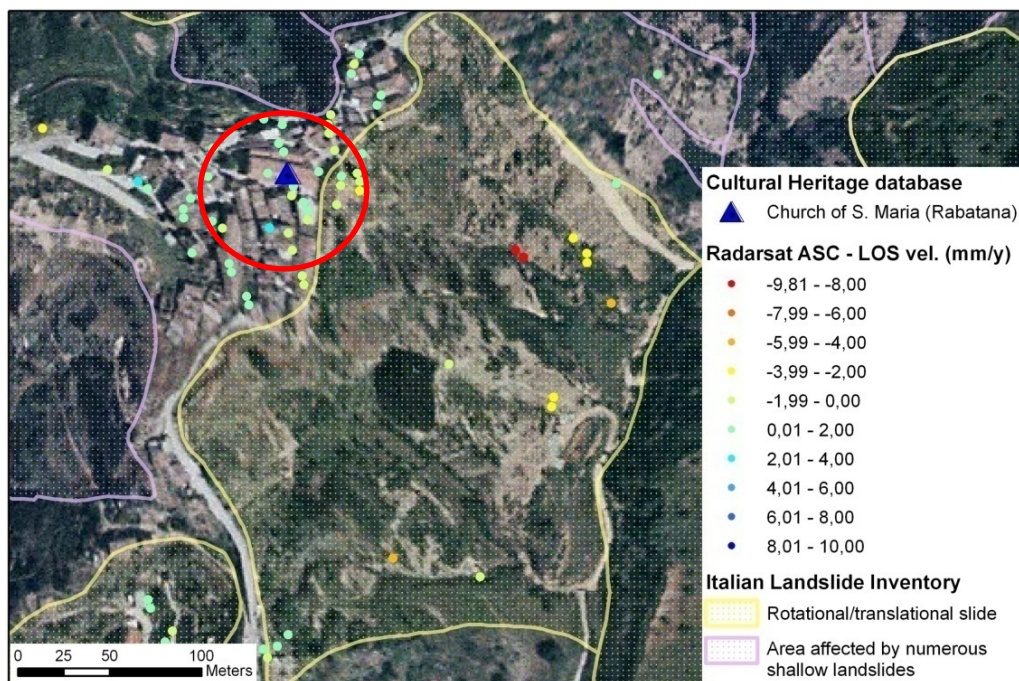 Cultural Heritage database
Church of S. Maria (Rabatana)
Radarsat ASC - LOS vel. (mm/y)
-9,81 - -8,00
-7,99 - -6,00
-5,99 - -4,00
-3,99 - -2,00
-1,99 - 0,00
0,01 - 2,00
2,01 - 4,00
4,01 - 6,00
6,01 - 8,00
8,01 - 10,00
Italian Landslide Inventory
Rotational/translational slide
Area affected by numerous
shallow landslides
0 25 50 100
Meters